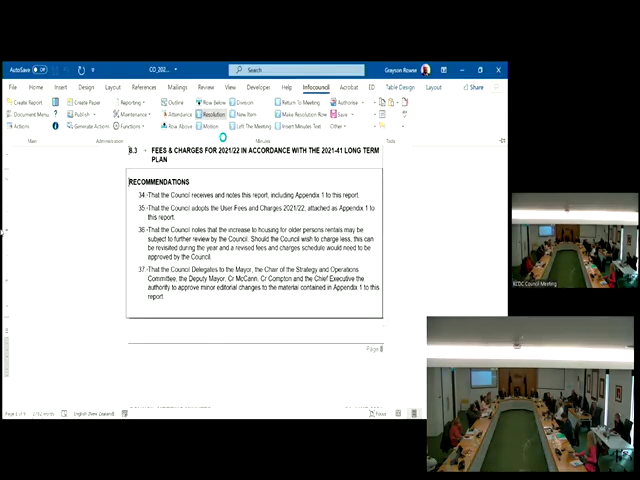 AutoSave Off
CO_202...
Search
Grayson Rowe
File Home Insert Design Layout References Mailings Review View Developer Help Infocouncil Acrobat Table Design Layout Share
Create Report Create Paper Reporting Outline Row Below Division Return To Meeting Authorise
Document Menu Publish Maintenance Attendance Resolution New Item Make Resolution Row Save
Actions Generate Actions Functions Row Above Motion Left The Meeting Insert Minutes Text Other
Administration
8.3 FEES & CHARGES FOR 2021/22 IN ACCORDANCE WITH THE 2021-41 LONG TERM
PLAN
RECOMMENDATIONS
34. That the Council receives and notes this report, including Appendix 1 to this report.
35. That the Council adopts the User Fees and Charges 2021/22, attached as Appendix 1 to
this report.
36. That the Council notes that the increase to housing for older persons rentals may be
subject to further review by the Council. Should the Council wish to charge less, this can
be revisited during the year and a revised fees and charges schedule would need to be
approved by the Council.
37. That the Council Delegates to the Mayor, the Chair of the Strategy and Operations
Committee, the Deputy Mayor, Cr McCann, Cr Compton and the Chief Executive the
authority to approve minor editorial changes to the material contained in Appendix 1 to this
report.
Page
English (New Zealand)
Focus
KCDC Council Meeting